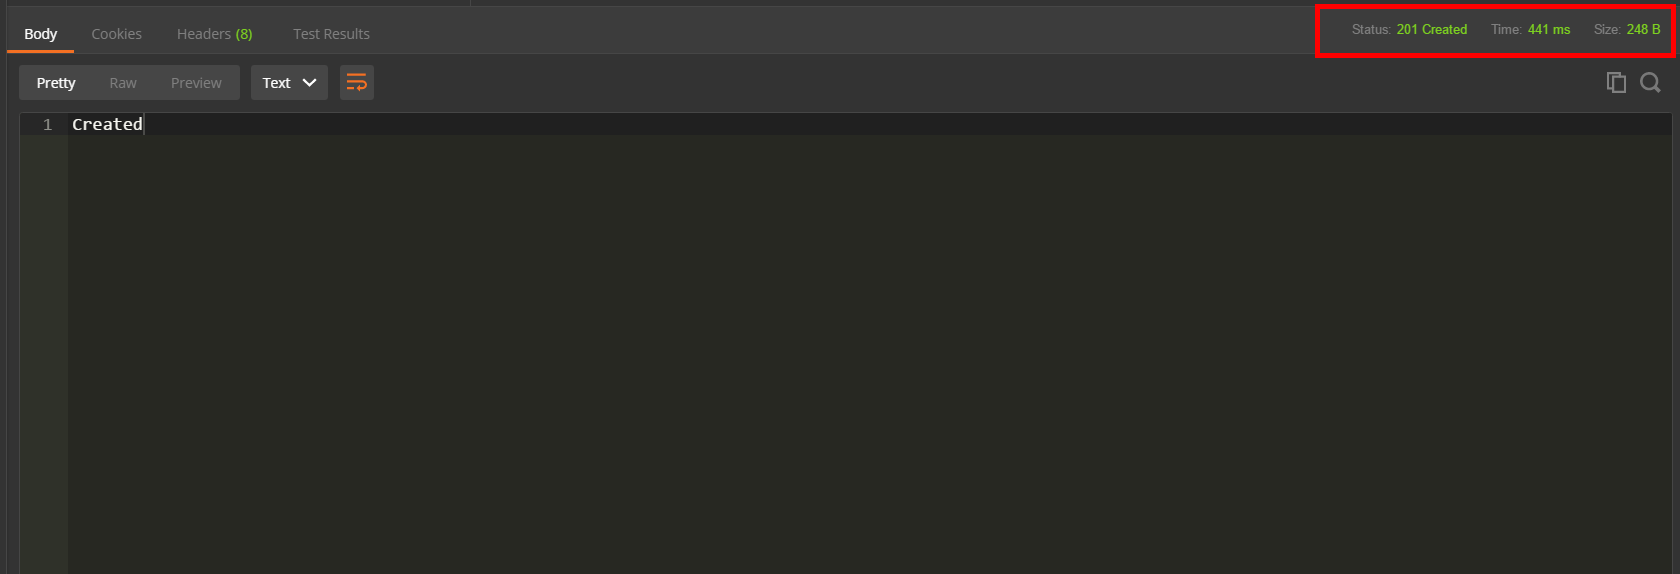 Body Cookies Headers (8) Test Results Status: 201 Created Time: 441 ms Size: 248 B
Pretty Raw Preview Text
1 Created